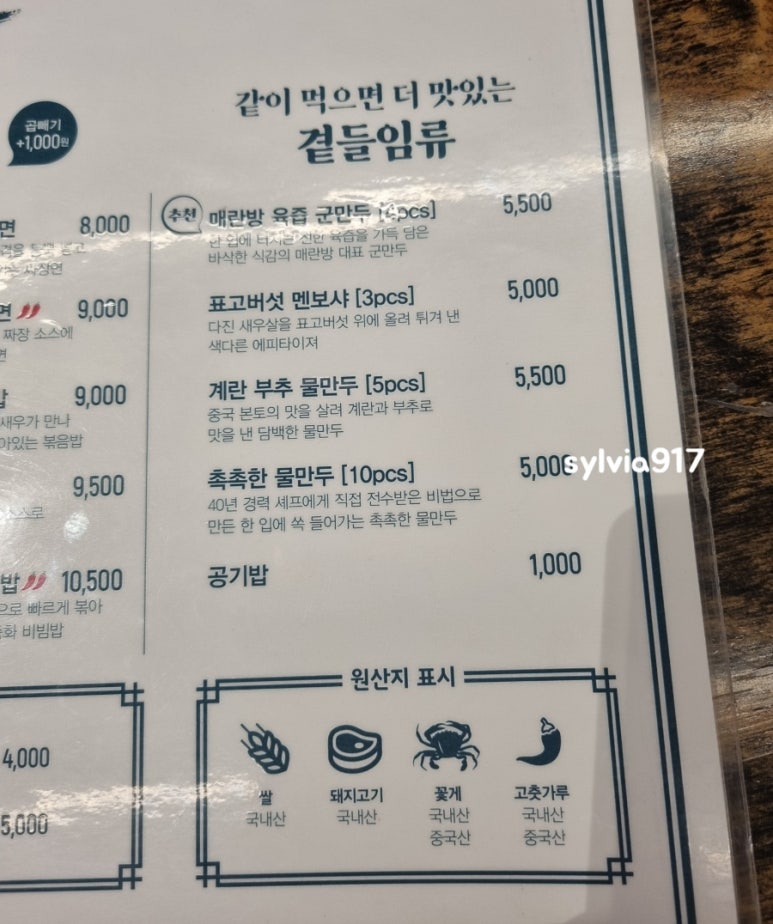 곱빼기
+1,000원
면 8,000
면 9,000
짜장 소스에
면
밥 9,000
새우가 만나
아있는 볶음밥
9,500
소스로
밥 10,500
으로 빠르게 볶아
화 비빔밥
4,000
5,000
같이 먹으면 더 맛있는
곁들임류
추천 매란방 육즙 군만두 [4pcs] 5,500
한 입에 터지는 진한 육즙을 가득 담은
바삭한 식감의 매란방 대표 군만두
표고버섯 멘보샤 [3pcs] 5,000
다진 새우살을 표고버섯 위에 올려 튀겨 낸
색다른 에피타이져
계란 부추 물만두 [5pcs] 5,500
중국 본토의 맛을 살려 계란과 부추로
맛을 낸 담백한 물만두
촉촉한 물만두 [10pcs] 5,000
40년 경력 셰프에게 직접 전수받은 비법으로
만든 한 입에 쏙 들어가는 촉촉한 물만두
공기밥 1,000
sylvia917
원산지 표시
쌀 돼지고기 꽃게 고춧가루
국내산 국내산 국내산 국내산
중국산 중국산